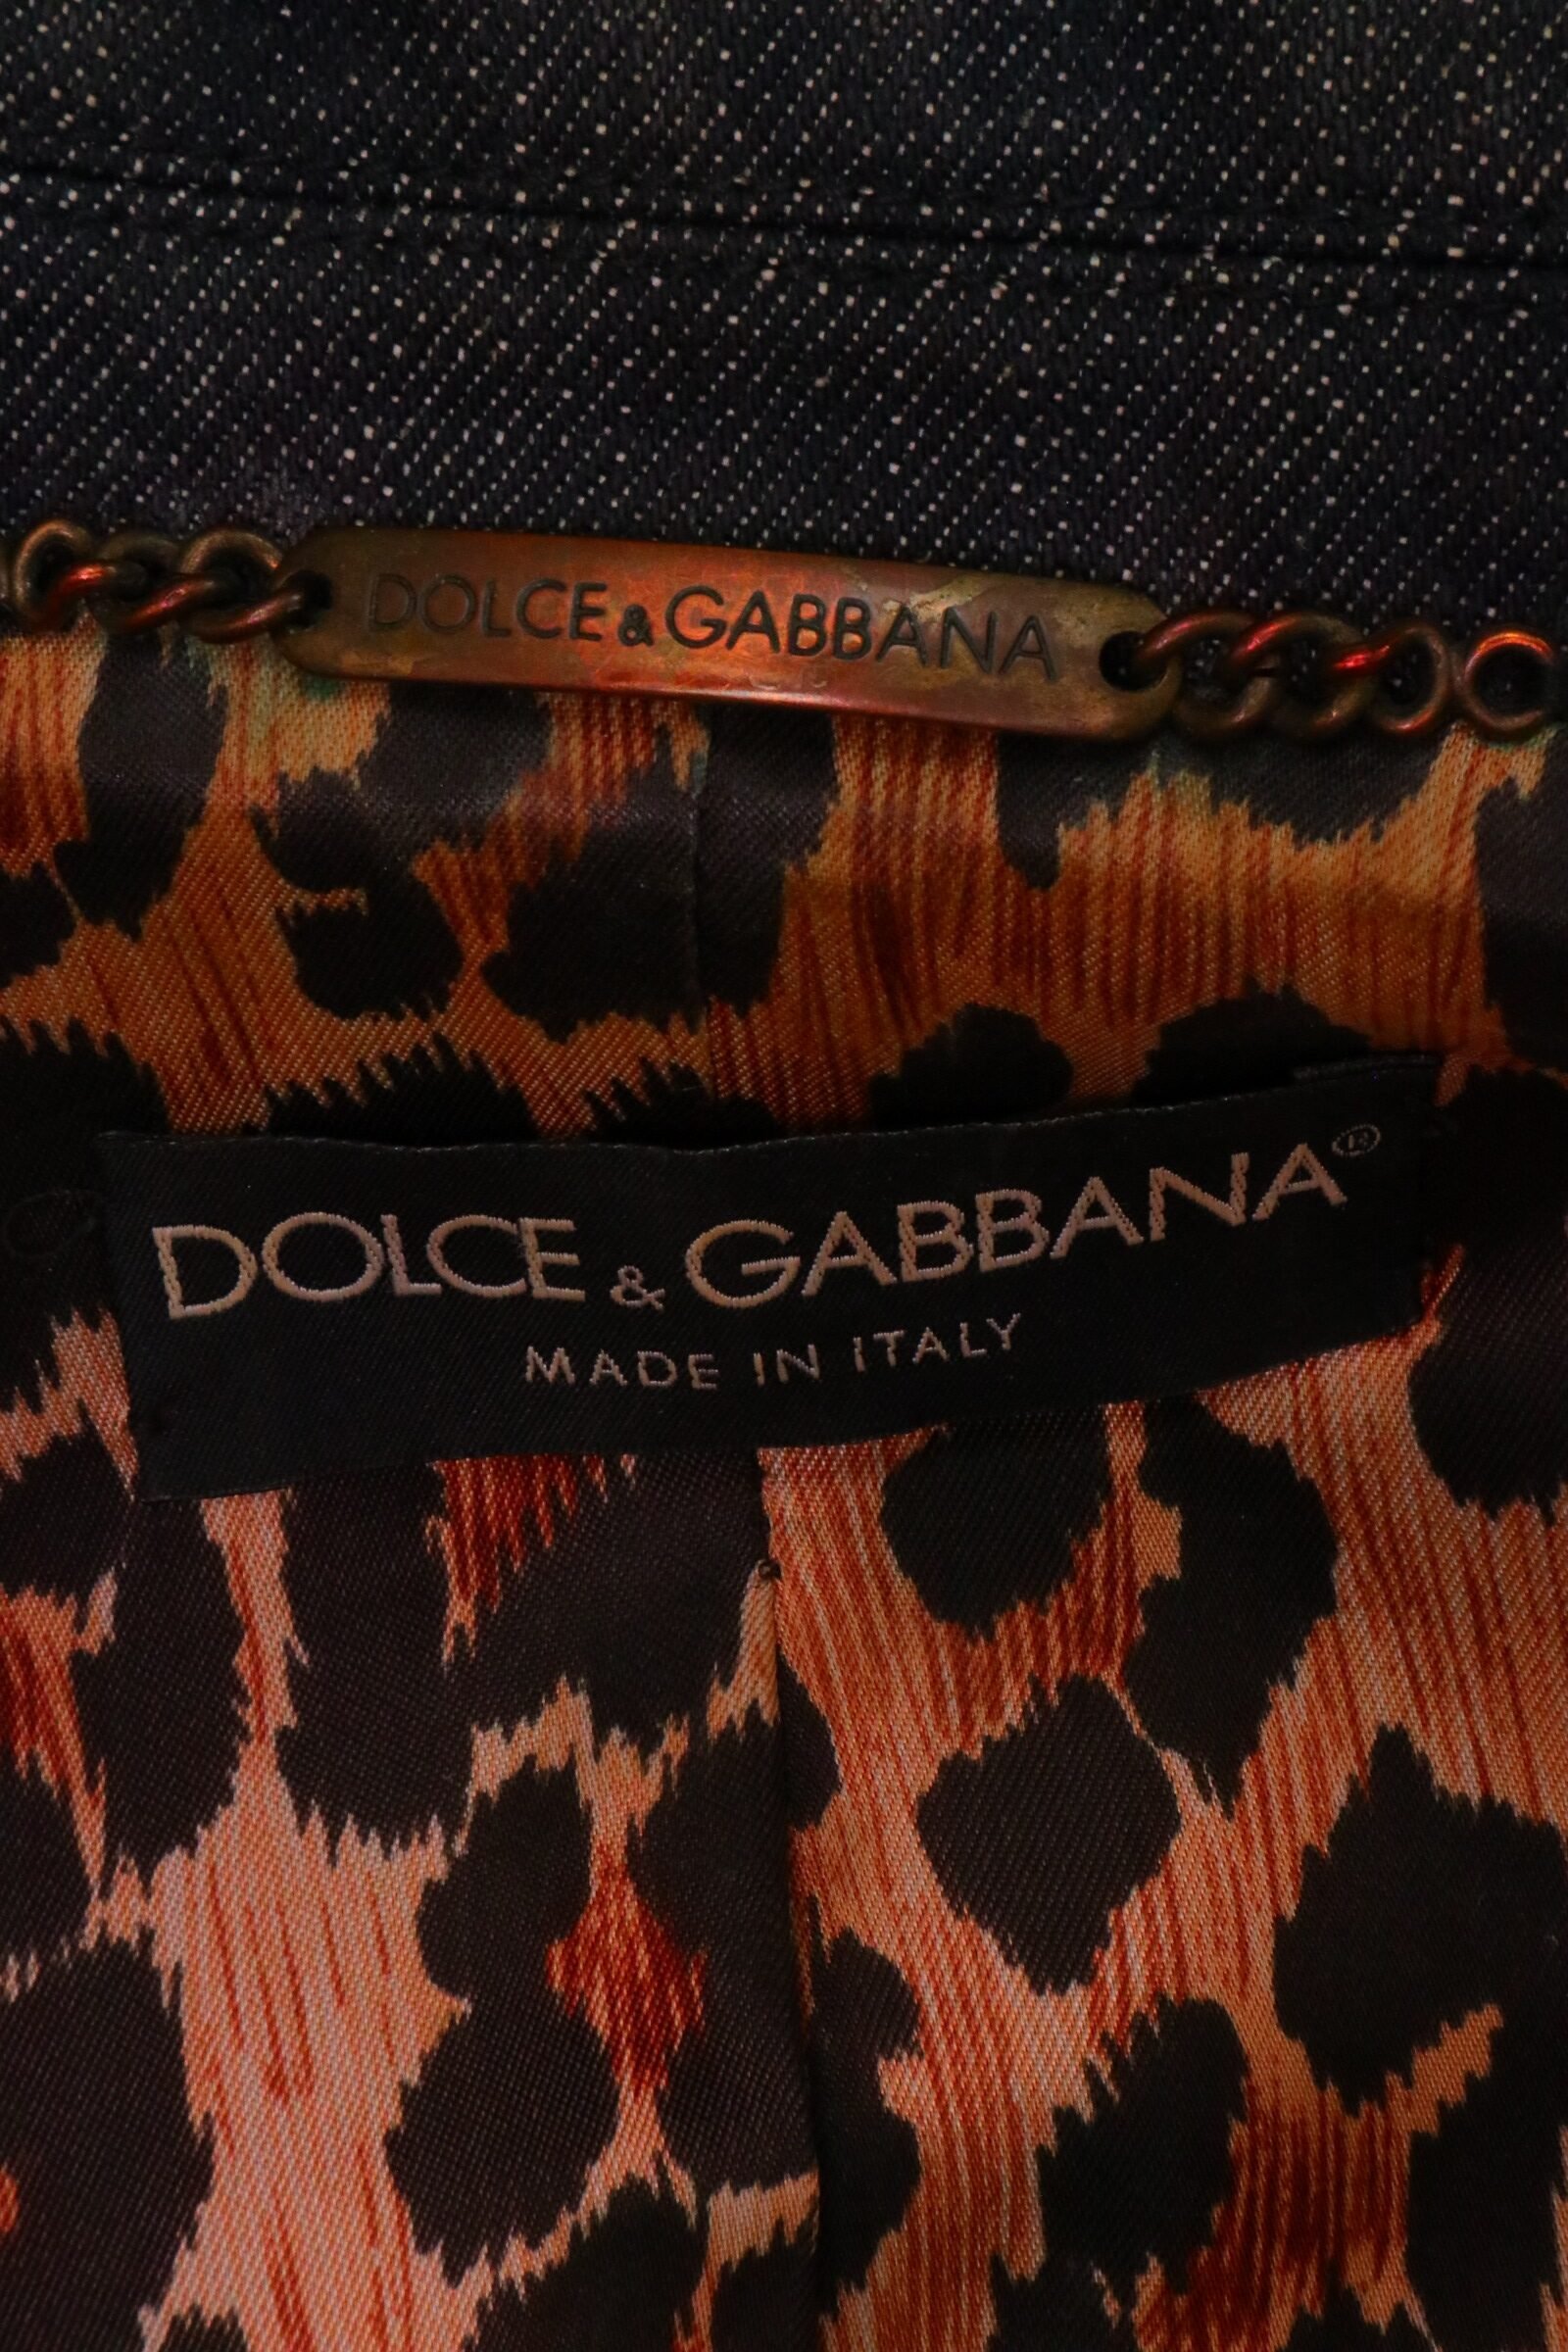 DOLCE & GABBANA
DOLCE & GABBANA®
MADE IN ITALY